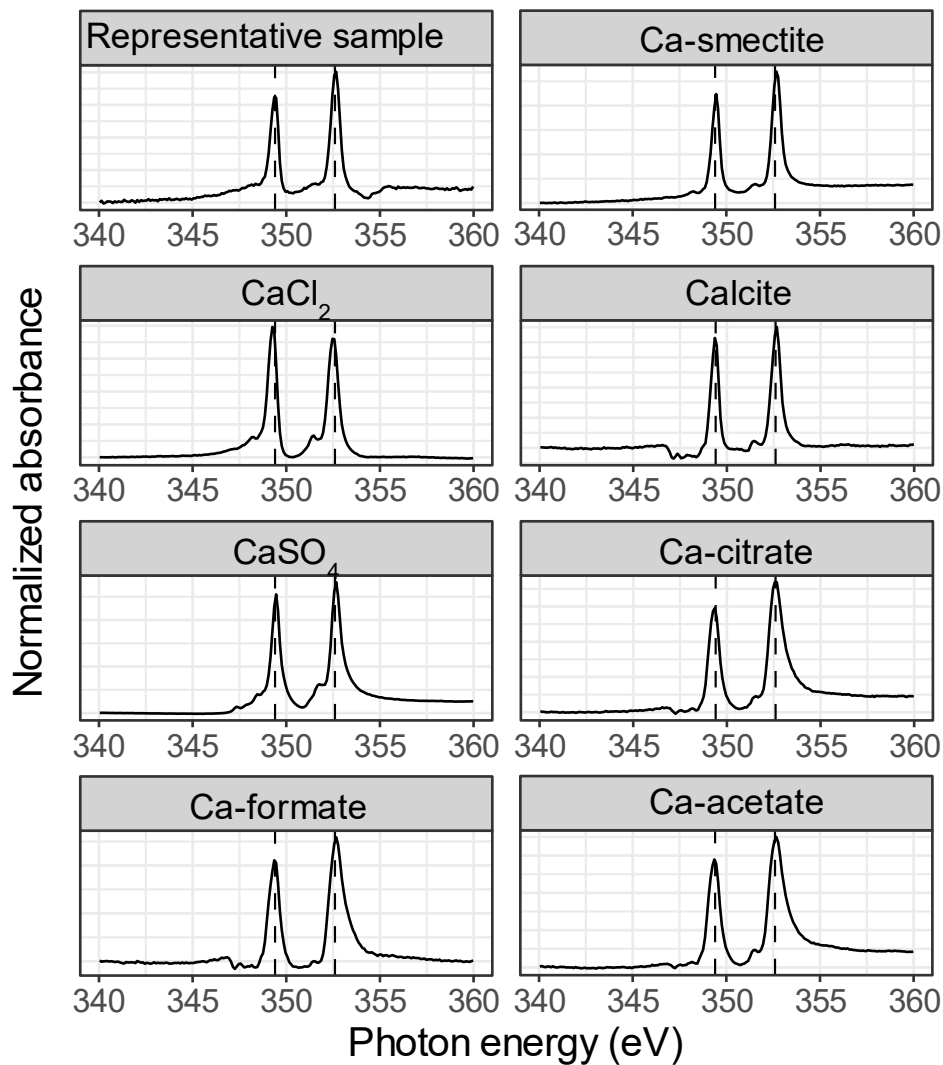 Representative sample
Ca-smectite
340 345 350 355 360
340 345 350 355 360
CaCl2
Calcite
340 345 350 355 360
340 345 350 355 360
CaSO4
Ca-citrate
340 345 350 355 360
340 345 350 355 360
Ca-formate
Ca-acetate
340 345 350 355 360
340 345 350 355 360
Normalized absorbance
Photon energy (eV)